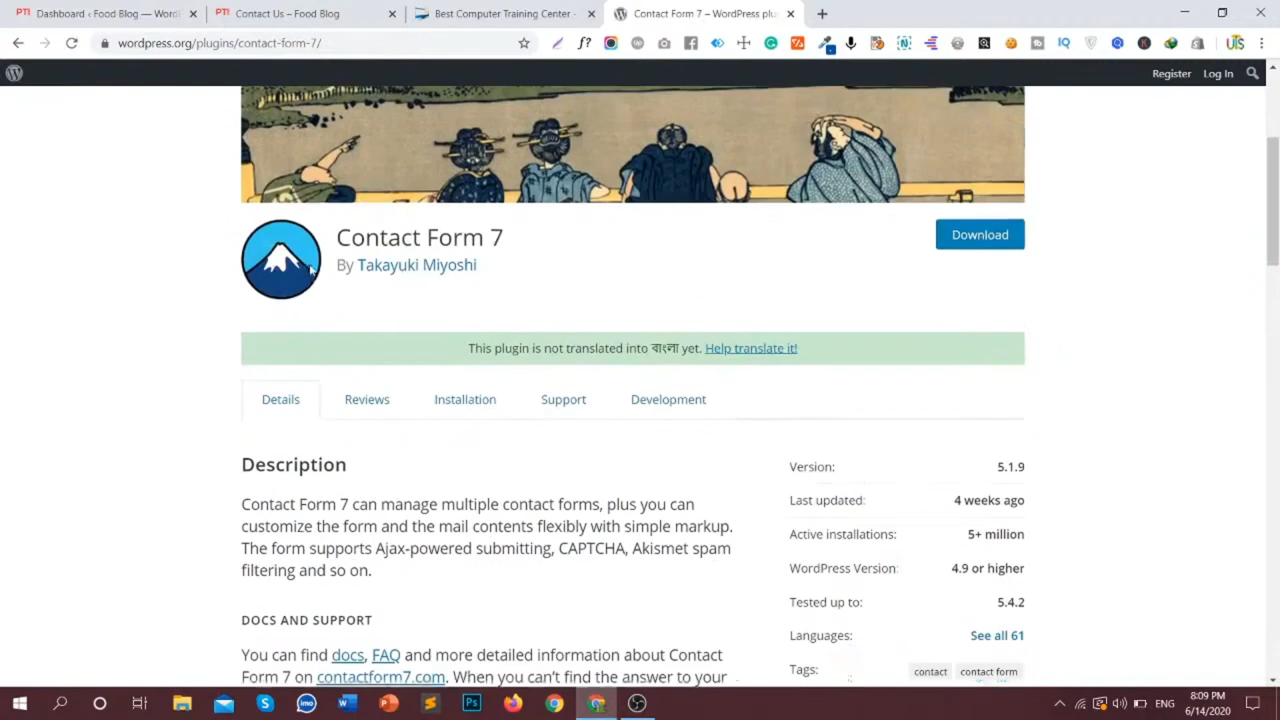 Dashboard ‹ Food Blog — Word
Contact Us – Food Blog
Best Computer Training Center -
Contact Form 7 – WordPress plu
wordpress.org/plugins/contact-form-7/
Register
Log In
Contact Form 7
By Takayuki Miyoshi
Download
This plugin is not translated into বাংলা yet. Help translate it!
Details
Reviews
Installation
Support
Development
Description
Contact Form 7 can manage multiple contact forms, plus you can
customize the form and the mail contents flexibly with simple markup.
The form supports Ajax-powered submitting, CAPTCHA, Akismet spam
filtering and so on.
DOCS AND SUPPORT
You can find docs, FAQ and more detailed information about Contact
Form 7 on contactform7.com. When you can't find the answer to your
Version: 5.1.9
Last updated: 4 weeks ago
Active installations: 5+ million
WordPress Version: 4.9 or higher
Tested up to: 5.4.2
Languages: See all 61
Tags: contact contact form
ENG
8:09 PM
6/14/2020